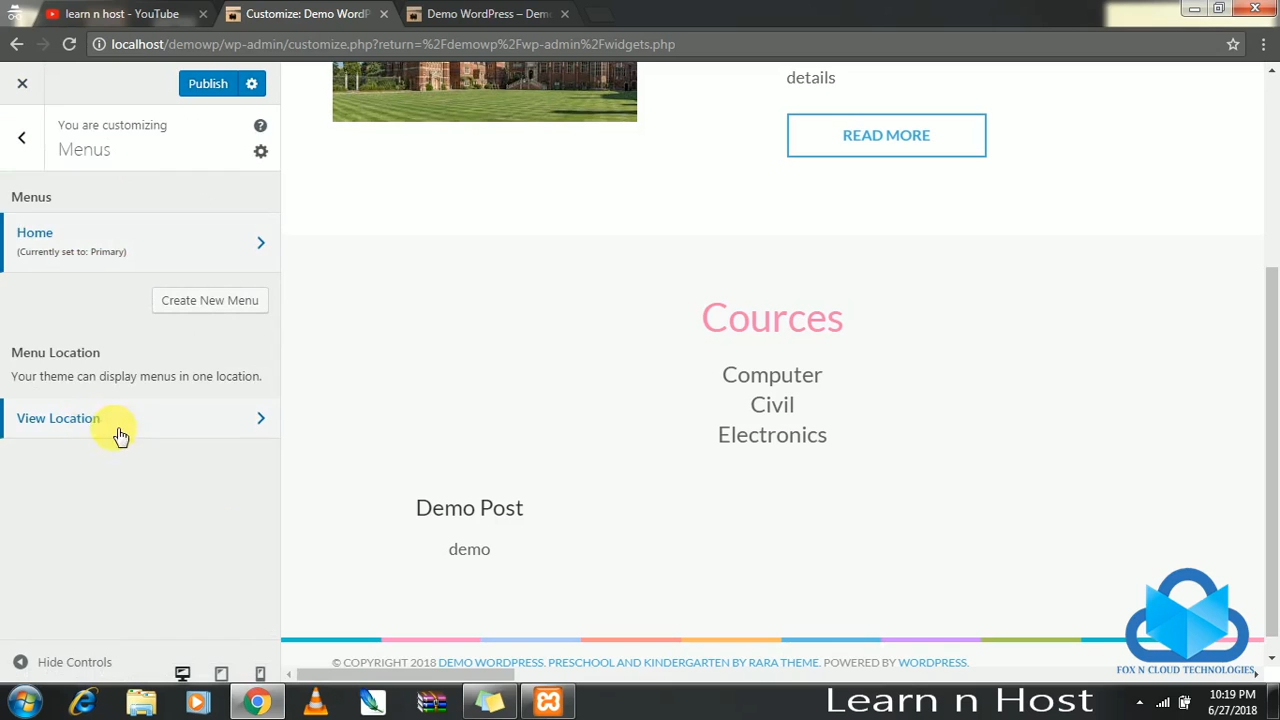 learn n host - YouTube
Customize: Demo WordP
Demo WordPress – Dem
localhost/demowp/wp-admin/customize.php?return=%2Fdemowp%2Fwp-admin%2Fwidgets.php
Publish
You are customizing
Menus
Menus
Home
(Currently set to: Primary)
Create New Menu
Menu Location
Your theme can display menus in one location.
View Location
Hide Controls
details
READ MORE
Cources
Computer
Civil
Electronics
Demo Post
demo
© COPYRIGHT 2018 DEMO WORDPRESS. PRESCHOOL AND KINDERGARTEN BY RARA THEME. POWERED BY WORDPRESS.
FOX N CLOUD TECHNOLOGIES
Learn n Host
10:19 PM
6/27/2018